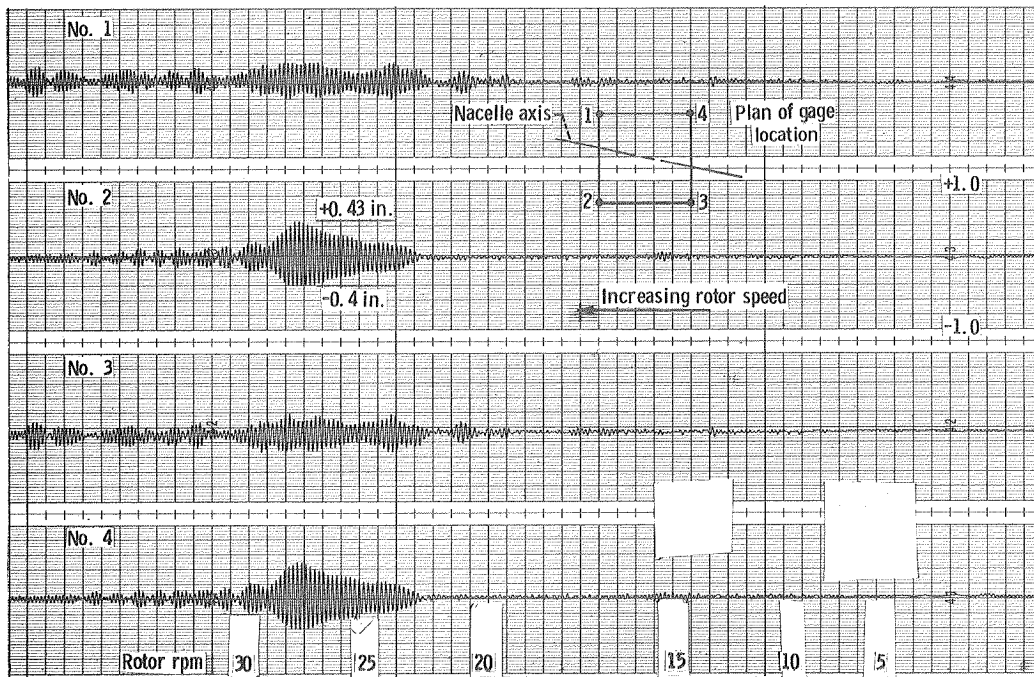 No. 1
Nacelle axis
1
4
Plan of gage
location
2
3
No. 2
+0.43 in.
-0.4 in.
+1.0
Increasing rotor speed
-1.0
No. 3
No. 4
Rotor rpm
30
25
20
15
10
5